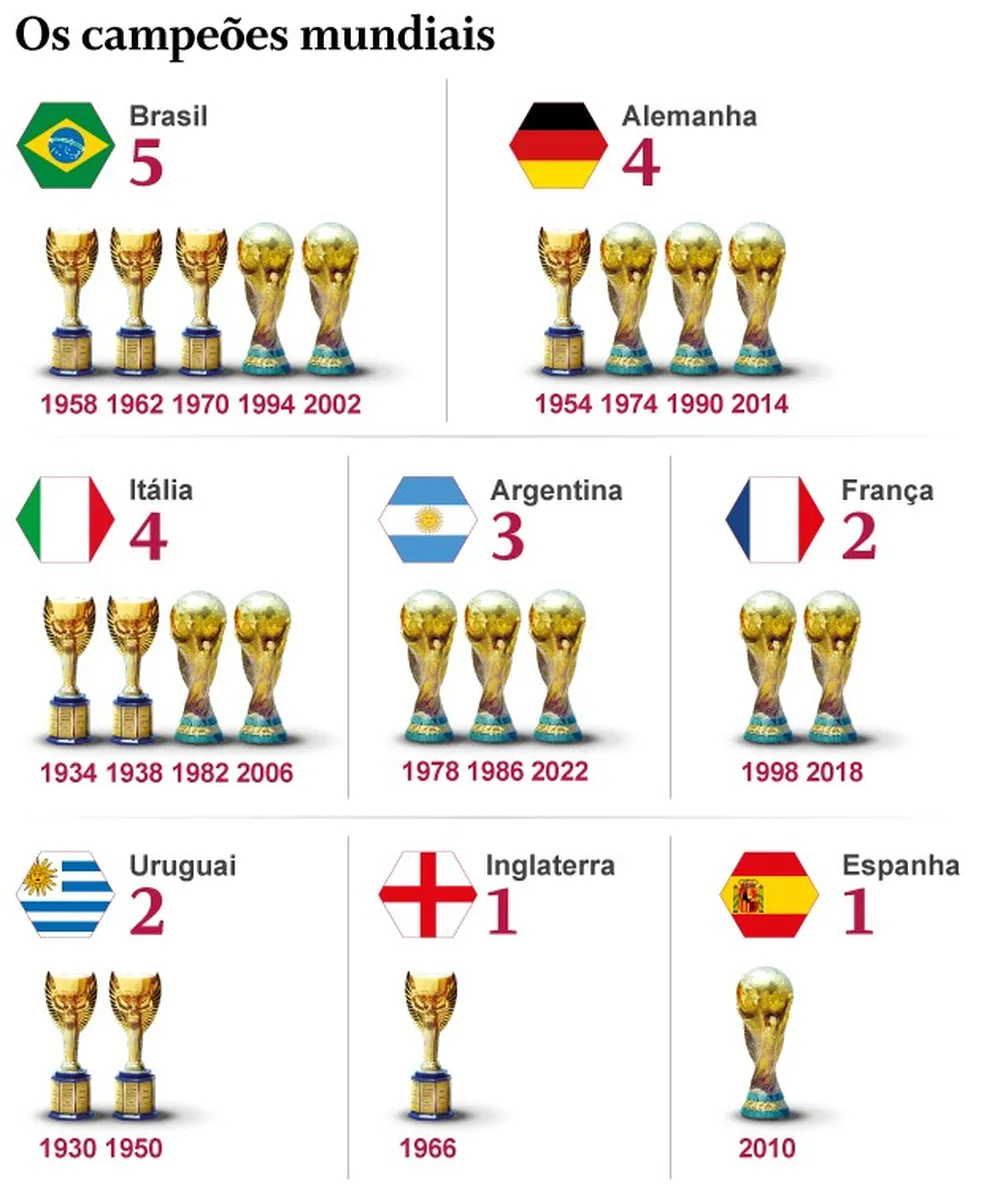 Os campeões mundiais
Brasil
5
1958 1962 1970 1994 2002
Alemanha
4
1954 1974 1990 2014
Itália
4
1934 1938 1982 2006
Argentina
3
1978 1986 2022
França
2
1998 2018
Uruguai
2
1930 1950
Inglaterra
1
1966
Espanha
1
2010